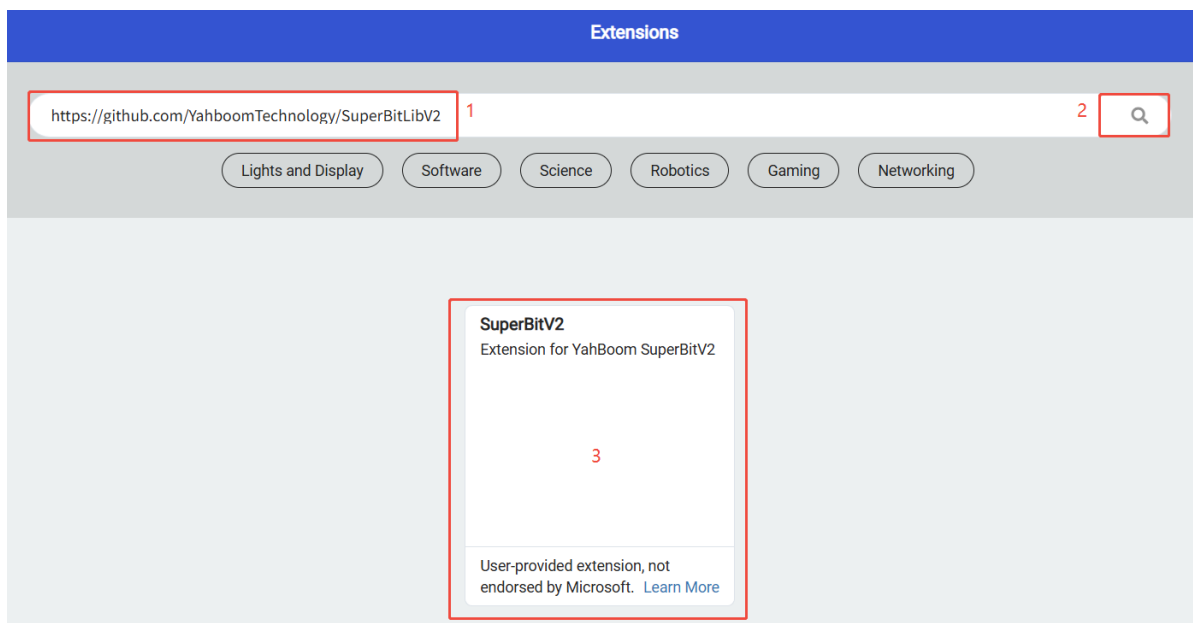 Extensions
https://github.com/YahboomTechnology/SuperBitLibV2 1 2
Lights and Display Software Science Robotics Gaming Networking
SuperBitV2
Extension for YahBoom SuperBitV2
3
User-provided extension, not
endorsed by Microsoft. Learn More